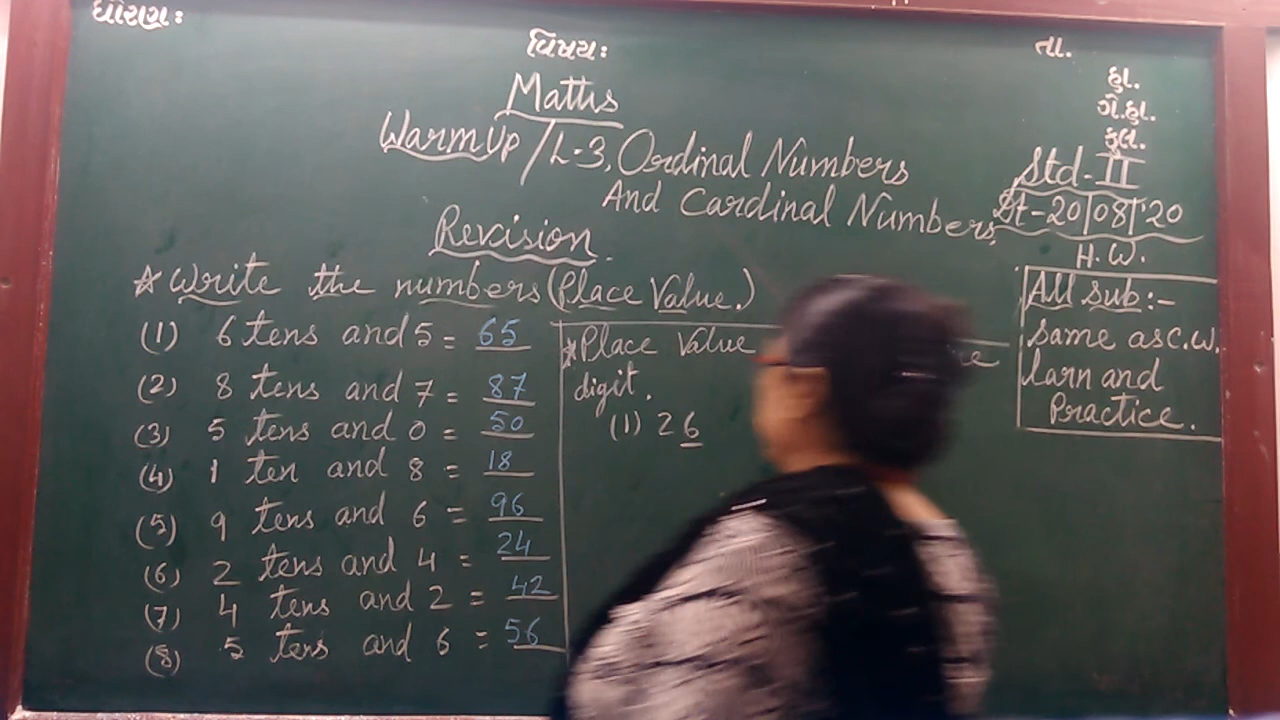 ધોરણ:
વિષય:
તા.
હા.
ગે.હા.
કુલ.
Maths
Warm Up / L-3, Ordinal Numbers
And Cardinal Numbers
Std-II
Dt-20/08/'20
H.W.
All sub:-
Same as C.W.
larn and
Practice.
Revision.
* Write the numbers (Place Value.)
(1) 6 tens and 5 = 65
(2) 8 tens and 7 = 87
(3) 5 tens and 0 = 50
(4) 1 ten and 8 = 18
(5) 9 tens and 6 = 96
(6) 2 tens and 4 = 24
(7) 4 tens and 2 = 42
(8) 5 tens and 6 = 56
* Place Value
digit.
(1) 26